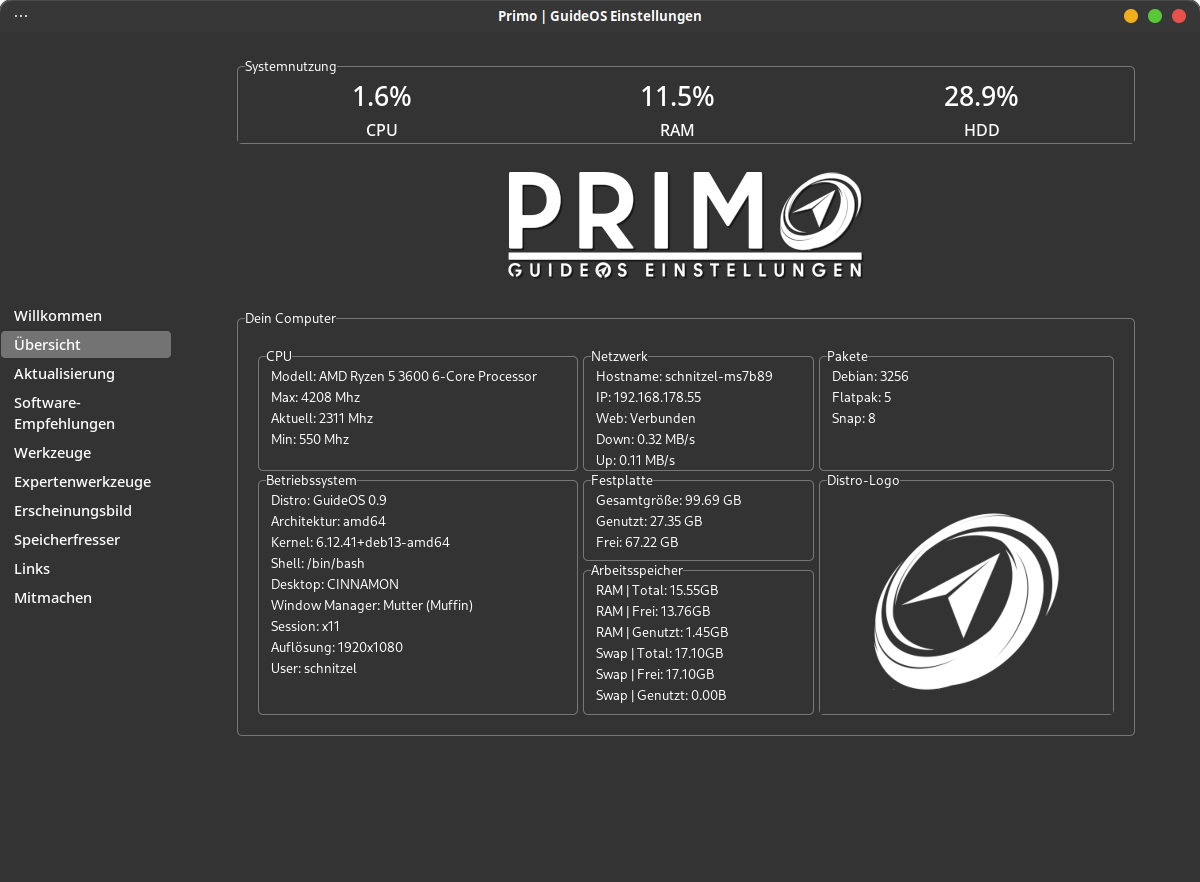 ...
Primo | GuideOS Einstellungen
Systemnutzung
1.6%
CPU
11.5%
RAM
28.9%
HDD
PRIMO
GUIDEOS EINSTELLUNGEN
Willkommen
Übersicht
Aktualisierung
Software-
Empfehlungen
Werkzeuge
Expertenwerkzeuge
Erscheinungsbild
Speicherfresser
Links
Mitmachen
Dein Computer
CPU
Modell: AMD Ryzen 5 3600 6-Core Processor
Max: 4208 Mhz
Aktuell: 2311 Mhz
Min: 550 Mhz
Netzwerk
Hostname: schnitzel-ms7b89
IP: 192.168.178.55
Web: Verbunden
Down: 0.32 MB/s
Up: 0.11 MB/s
Pakete
Debian: 3256
Flatpak: 5
Snap: 8
Betriebssystem
Distro: GuideOS 0.9
Architektur: amd64
Kernel: 6.12.41+deb13-amd64
Shell: /bin/bash
Desktop: CINNAMON
Window Manager: Mutter (Muffin)
Session: x11
Auflösung: 1920x1080
User: schnitzel
Festplatte
Gesamtgröße: 99.69 GB
Genutzt: 27.35 GB
Frei: 67.22 GB
Arbeitsspeicher
RAM | Total: 15.55GB
RAM | Frei: 13.76GB
RAM | Genutzt: 1.45GB
Swap | Total: 17.10GB
Swap | Frei: 17.10GB
Swap | Genutzt: 0.00B
Distro-Logo